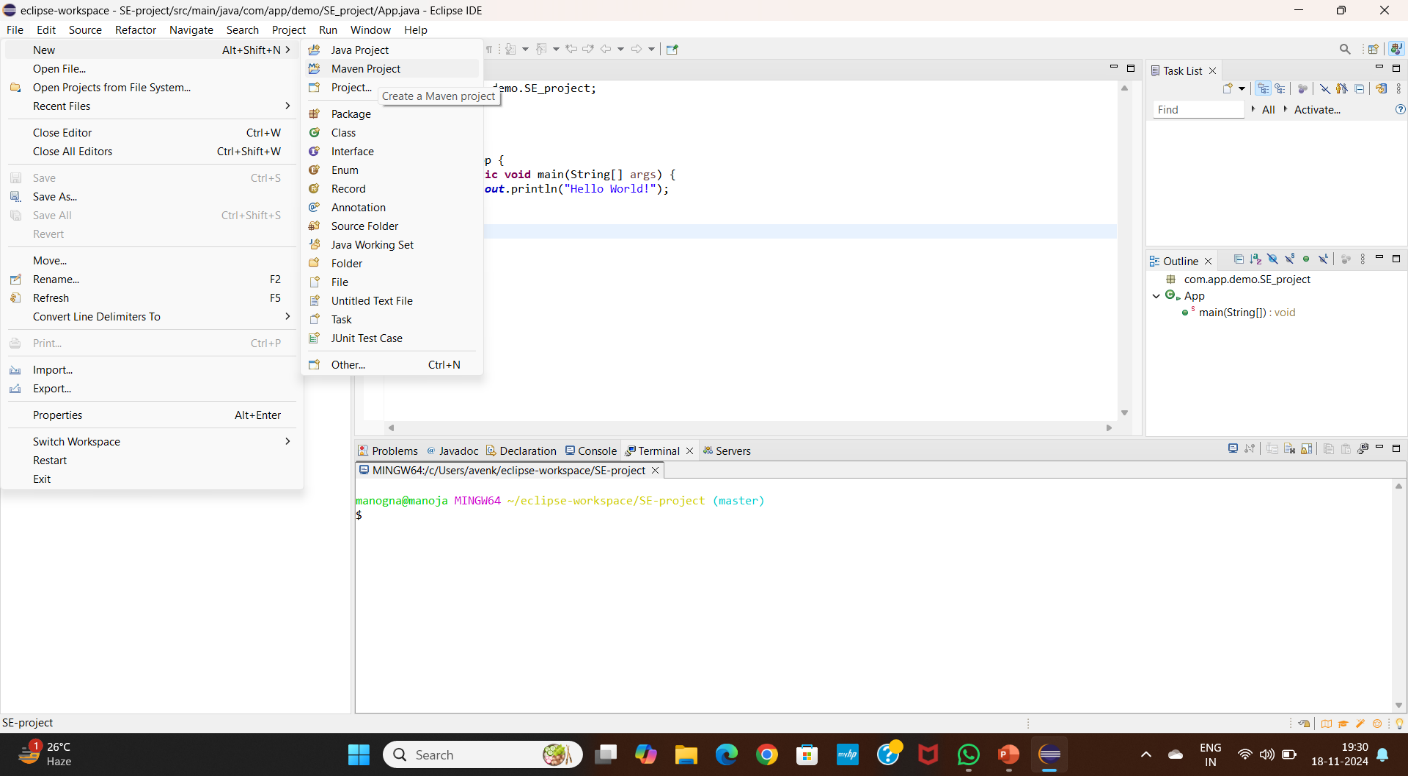 eclipse-workspace - SE-project/src/main/java/com/app/demo/SE_project/App.java - Eclipse IDE
File Edit Source Refactor Navigate Search Project Run Window Help
New Alt+Shift+N
Open File...
Open Projects from File System...
Recent Files
Close Editor Ctrl+W
Close All Editors Ctrl+Shift+W
Save Ctrl+S
Save As...
Save All Ctrl+Shift+S
Revert
Move...
Rename... F2
Refresh F5
Convert Line Delimiters To
Print... Ctrl+P
Import...
Export...
Properties Alt+Enter
Switch Workspace
Restart
Exit
Java Project
Maven Project
Project...
Create a Maven project
Package
Class
Interface
Enum
Record
Annotation
Source Folder
Java Working Set
Folder
File
Untitled Text File
Task
JUnit Test Case
Other... Ctrl+N
demo.SE_project;
p {
ic void main(String[] args) {
out.println("Hello World!");
Task List
Find All Activate...
Outline
com.app.demo.SE_project
App
main(String[]) : void
Problems Javadoc Declaration Console Terminal Servers
MINGW64:/c/Users/avenk/eclipse-workspace/SE-project
manogna@manoja MINGW64 ~/eclipse-workspace/SE-project (master)
$
SE-project
1
26°C
Haze
Search
myhp
ENG
IN
19:30
18-11-2024